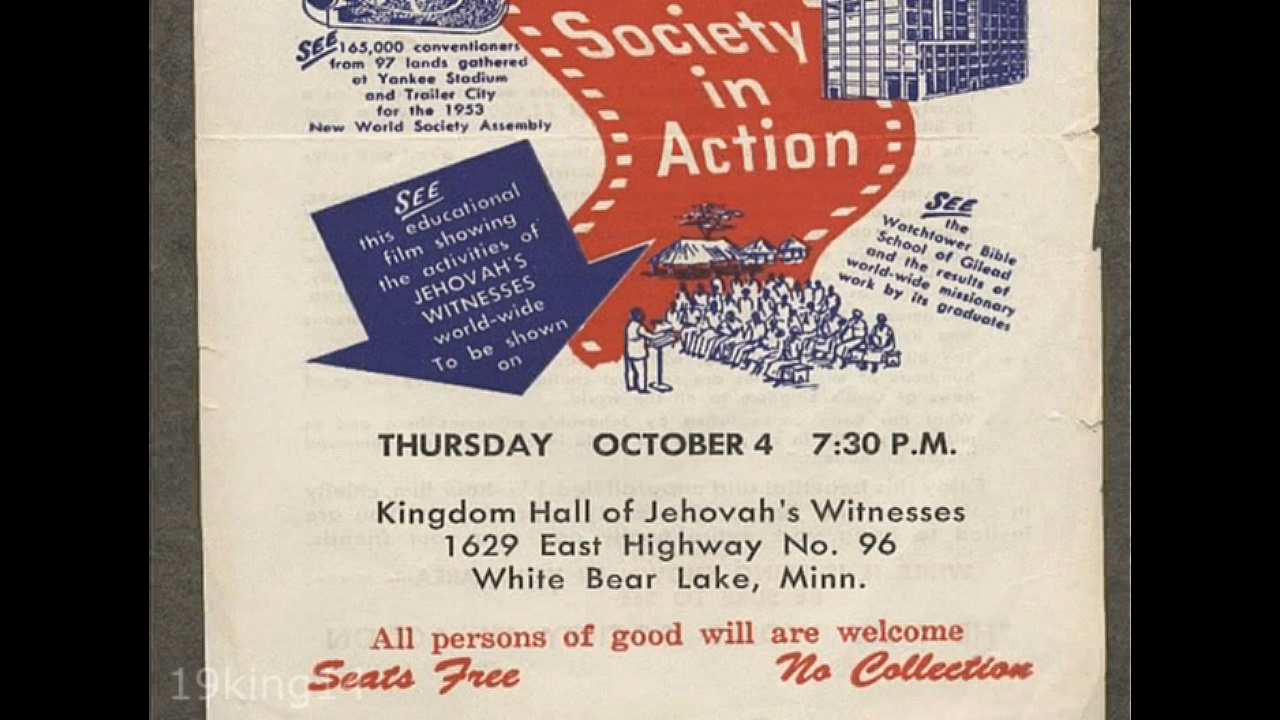 Society
in
Action
SEE 165,000 conventioners
from 97 lands gathered
at Yankee Stadium
and Trailer City
for the 1953
New World Society Assembly
SEE
this educational
film showing
the activities of
JEHOVAH'S
WITNESSES
world-wide
To be shown
on
SEE
the
Watchtower Bible
School of Gilead
and the results of
world-wide missionary
work by its graduates
THURSDAY OCTOBER 4 7:30 P.M.
Kingdom Hall of Jehovah's Witnesses
1629 East Highway No. 96
White Bear Lake, Minn.
All persons of good will are welcome
Seats Free No Collection